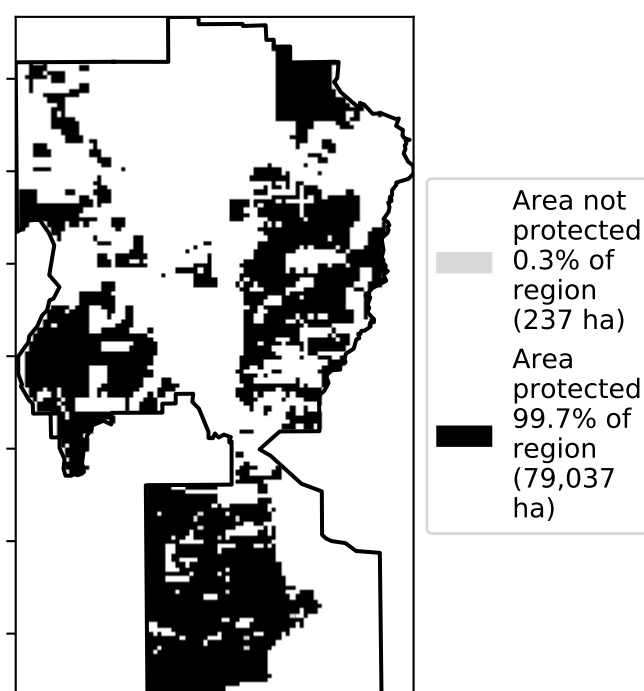 Area not
protected
0.3% of
region
(237 ha)
Area
protected
99.7% of
region
(79,037
ha)